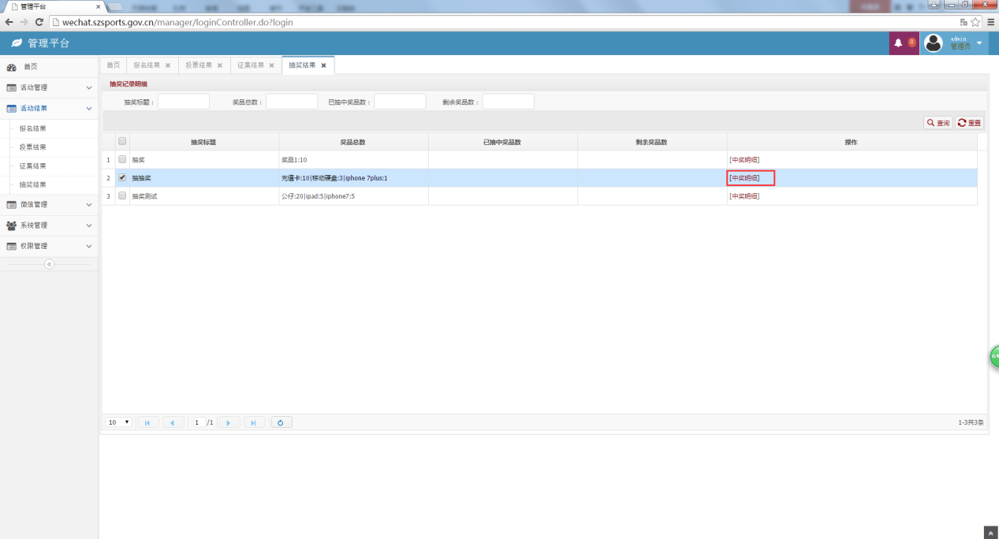 管理平台
wechat.szsports.gov.cn/manager/loginController.do?login
管理平台
0
admin
管理员
首页
活动管理
活动结果
报名结果
投票结果
征集结果
抽奖结果
微信管理
系统管理
权限管理
首页 报名结果 投票结果 征集结果 抽奖结果
抽奖记录明细
抽奖标题： 奖品总数： 已抽中奖品数： 剩余奖品数：
查询 重置
抽奖标题 奖品总数 已抽中奖品数 剩余奖品数 操作
1 抽奖 奖品1:10 [中奖明细]
2 抽抽奖 充值卡:10|移动硬盘:3|iphone 7plus:1 [中奖明细]
3 抽奖测试 公仔:20|ipad:5|iphone7:5 [中奖明细]
64
10 1 /1 1-3共3条